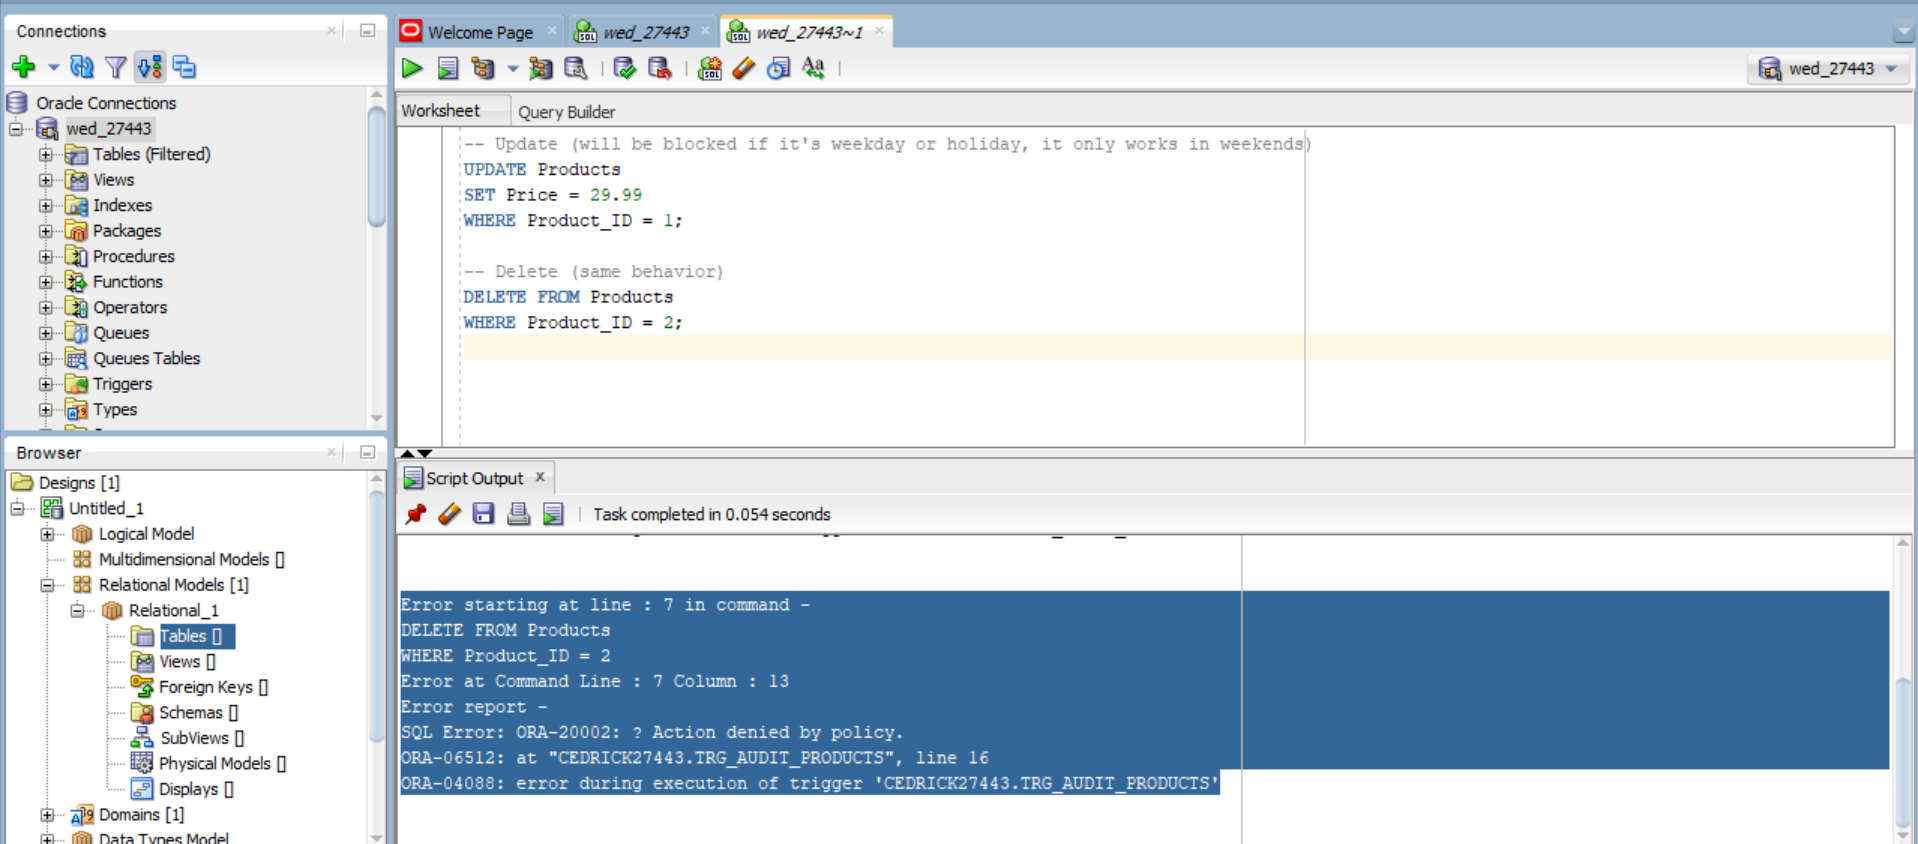 Connections
Oracle Connections
wed_27443
Tables (Filtered)
Views
Indexes
Packages
Procedures
Functions
Operators
Queues
Queues Tables
Triggers
Types
Browser
Designs [1]
Untitled_1
Logical Model
Multidimensional Models []
Relational Models [1]
Relational_1
Tables []
Views []
Foreign Keys []
Schemas []
SubViews []
Physical Models []
Displays []
Domains [1]
Data Types Model
Welcome Page
wed_27443
wed_27443~1
wed_27443
Worksheet
Query Builder
-- Update (will be blocked if it's weekday or holiday, it only works in weekends)
UPDATE Products
SET Price = 29.99
WHERE Product_ID = 1;
-- Delete (same behavior)
DELETE FROM Products
WHERE Product_ID = 2;
Script Output
Task completed in 0.054 seconds
Error starting at line : 7 in command -
DELETE FROM Products
WHERE Product_ID = 2
Error at Command Line : 7 Column : 13
Error report -
SQL Error: ORA-20002: ? Action denied by policy.
ORA-06512: at "CEDRICK27443.TRG_AUDIT_PRODUCTS", line 16
ORA-04088: error during execution of trigger 'CEDRICK27443.TRG_AUDIT_PRODUCTS'